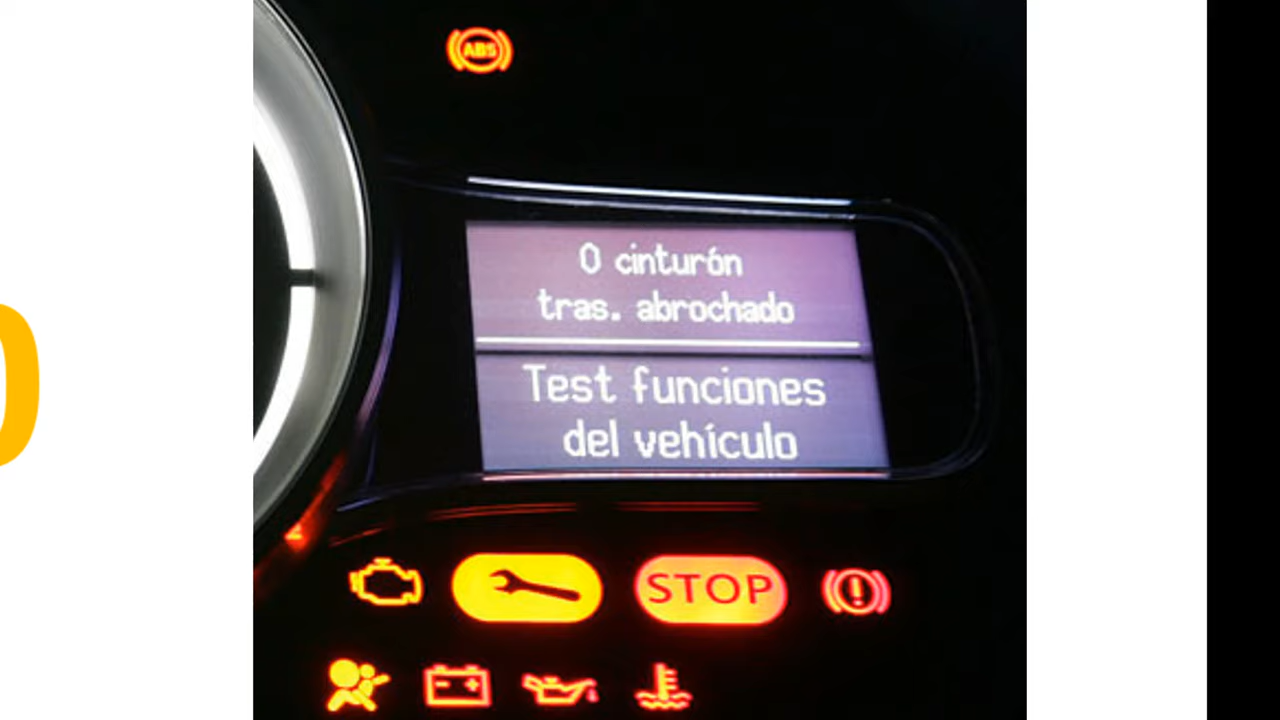 ABS
0 cinturón
tras. abrochado
Test funciones
del vehículo
STOP